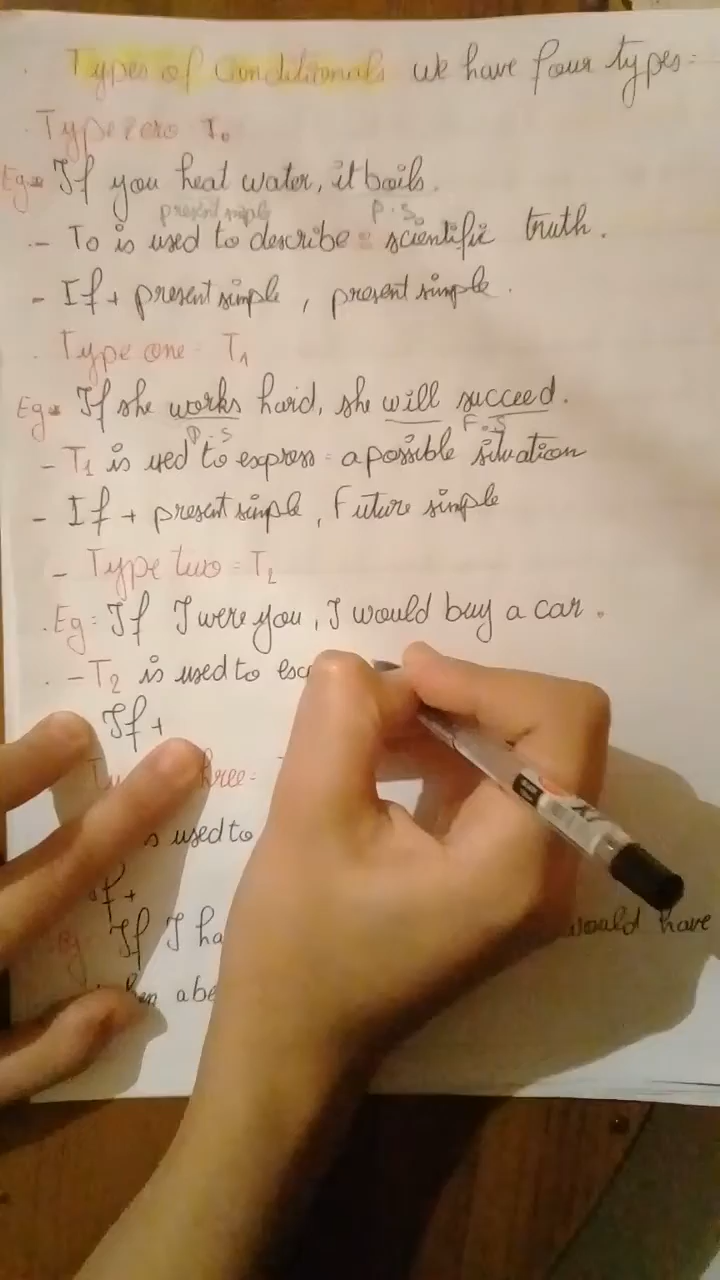 Types of Conditionals we have four types=
. Type zero T0
Eg= If you heat water, it boils.
present simple P.S.
- T0 is used to describe = scientific truth.
- If + present simple, present simple.
. Type one = T1
Eg= If she works hard, she will succeed.
P.S F.S
- T1 is used to express = a possible situation
- If + present simple, Future simple
- Type two = T2
. Eg: If I were you, I would buy a car.
. - T2 is used to
If +
hree=
s used to
If +
Eg: If I ha would have